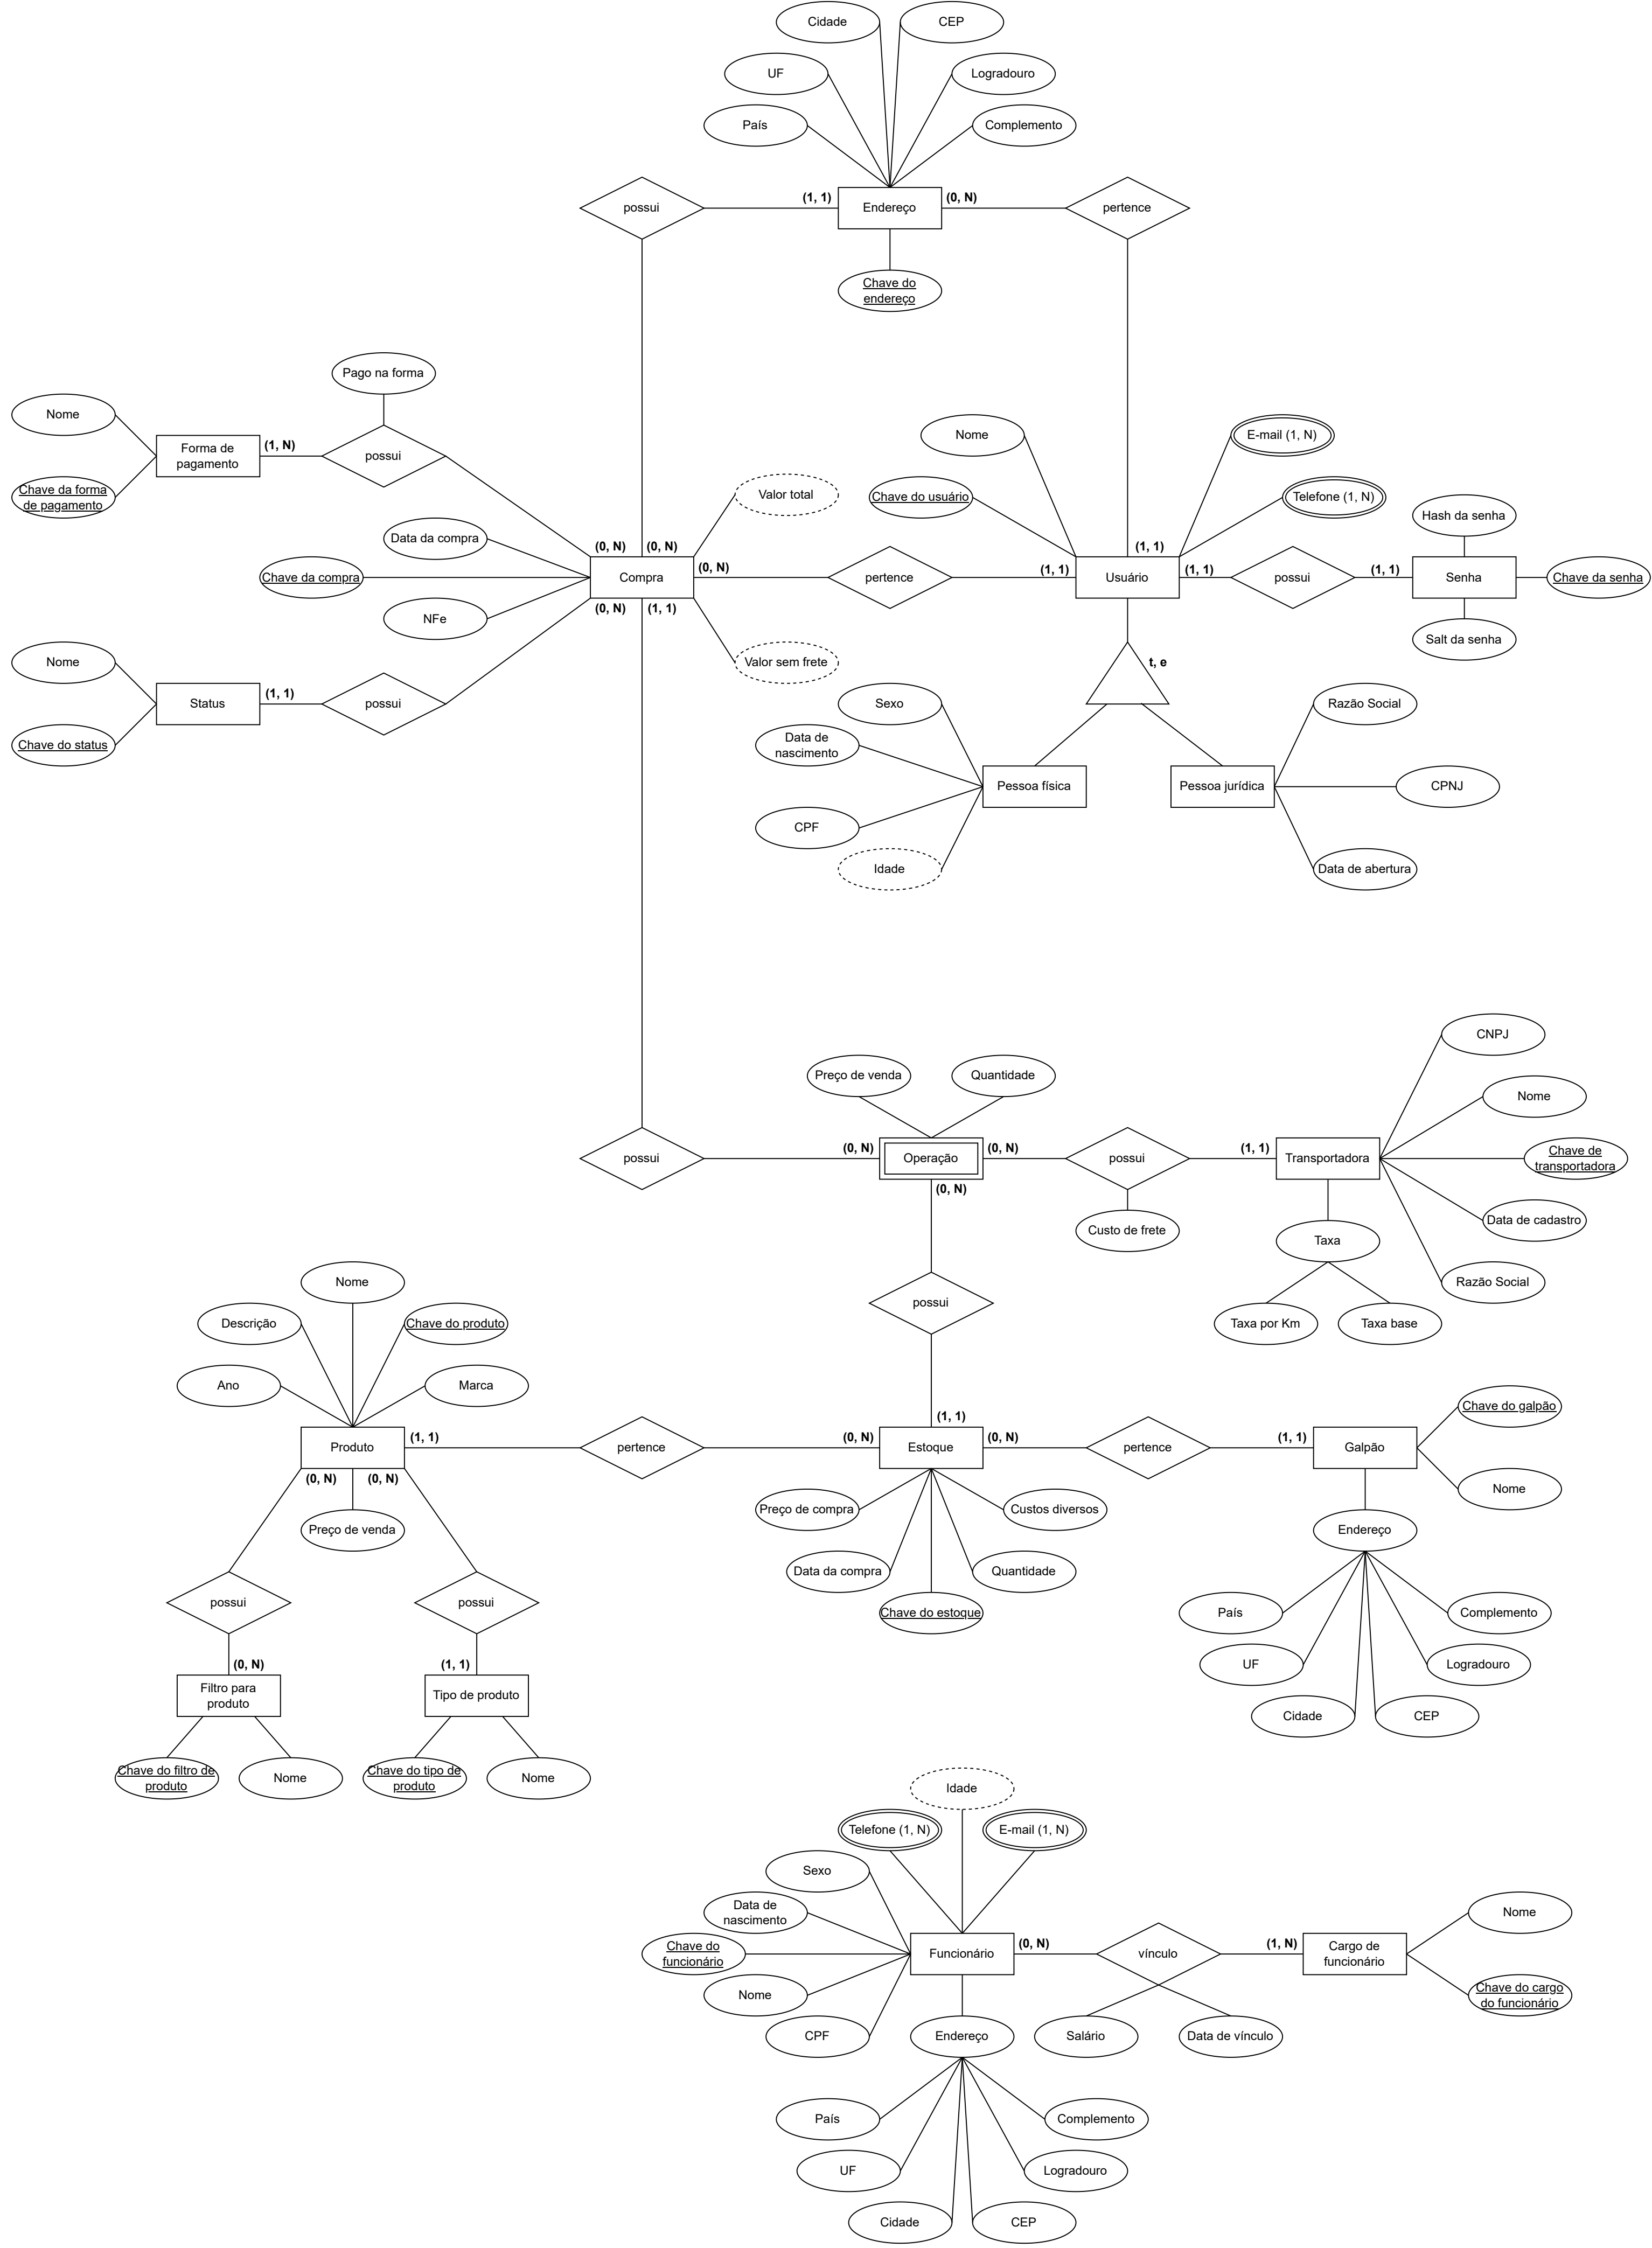 Cidade
CEP
UF
Logradouro
País
Complemento
possui
(1, 1)
Endereço
(0, N)
pertence
Chave do
endereço
Pago na forma
Nome
Forma de
pagamento
(1, N)
possui
Chave da forma
de pagamento
Nome
E-mail (1, N)
Valor total
Chave do usuário
Telefone (1, N)
Hash da senha
Data da compra
(0, N)
(0, N)
(1, 1)
Chave da compra
Compra
(0, N)
pertence
(1, 1)
Usuário
(1, 1)
possui
(1, 1)
Senha
Chave da senha
NFe
(0, N)
(1, 1)
Salt da senha
Nome
Valor sem frete
t, e
Status
(1, 1)
possui
Sexo
Razão Social
Chave do status
Data de
nascimento
Pessoa física
Pessoa jurídica
CPNJ
CPF
Idade
Data de abertura
CNPJ
Preço de venda
Quantidade
Nome
possui
(0, N)
Operação
(0, N)
possui
(1, 1)
Transportadora
Chave de
transportadora
(0, N)
Custo de frete
Data de cadastro
Taxa
Nome
possui
Razão Social
Descrição
Chave do produto
Taxa por Km
Taxa base
Ano
Marca
Chave do galpão
(1, 1)
Produto
(1, 1)
pertence
(0, N)
Estoque
(0, N)
pertence
(1, 1)
Galpão
(0, N)
(0, N)
Nome
Preço de venda
Preço de compra
Custos diversos
Endereço
Data da compra
Quantidade
possui
possui
Chave do estoque
País
Complemento
(0, N)
(1, 1)
UF
Logradouro
Filtro para
produto
Tipo de produto
Cidade
CEP
Chave do filtro de
produto
Nome
Chave do tipo de
produto
Nome
Idade
Telefone (1, N)
E-mail (1, N)
Sexo
Data de
nascimento
Nome
Chave do
funcionário
Funcionário
(0, N)
vínculo
(1, N)
Cargo de
funcionário
Nome
Chave do cargo
do funcionário
CPF
Endereço
Salário
Data de vínculo
País
Complemento
UF
Logradouro
Cidade
CEP